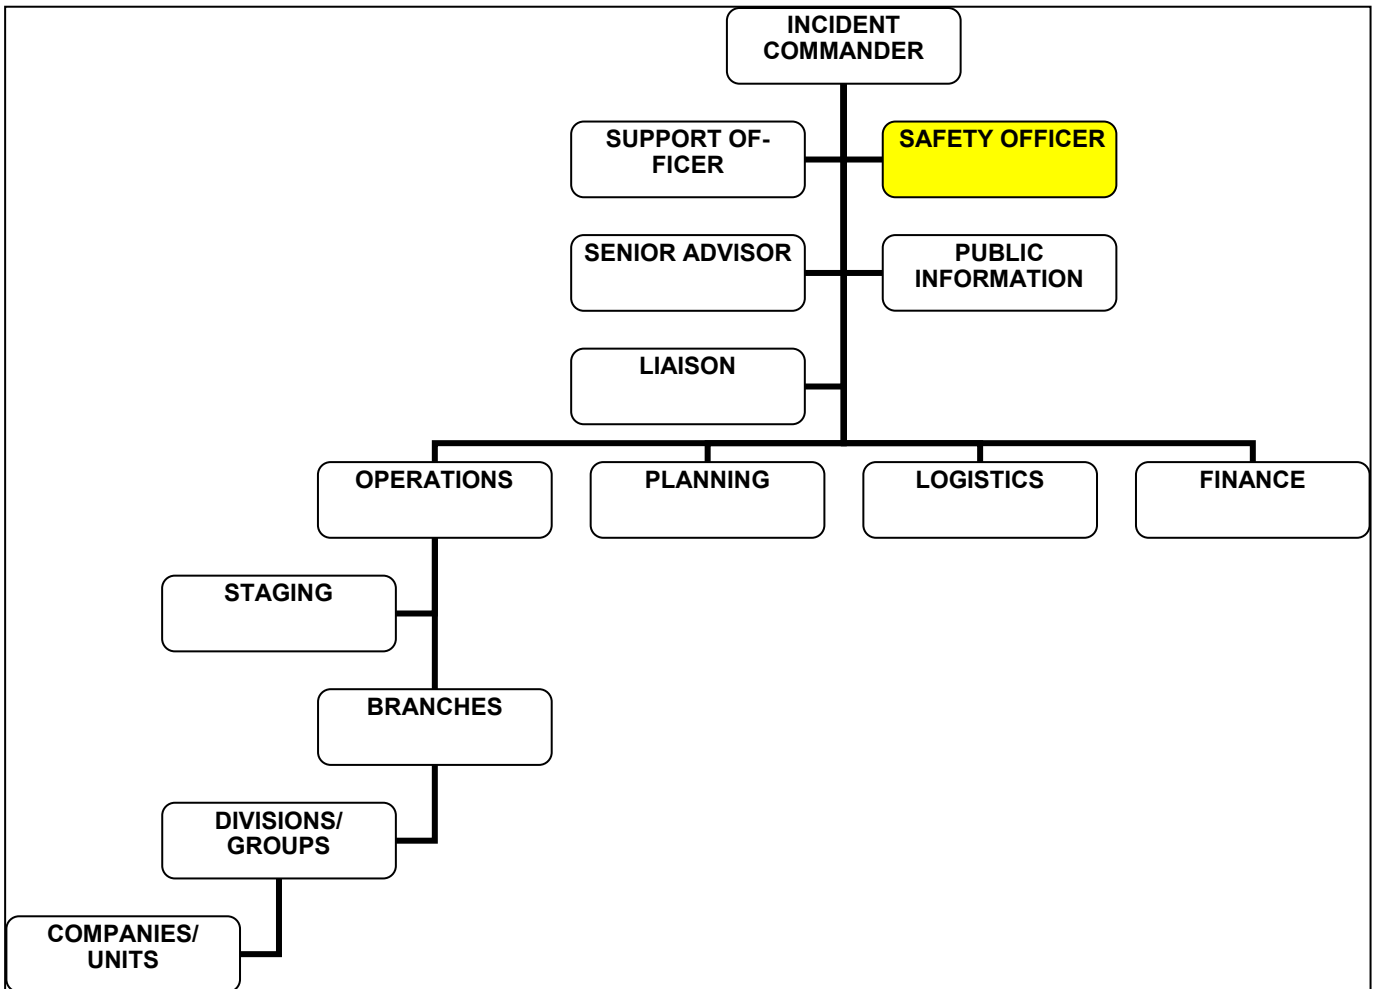 INCIDENT
COMMANDER
SUPPORT OF-
FICER
SAFETY OFFICER
SENIOR ADVISOR
PUBLIC
INFORMATION
LIAISON
OPERATIONS
PLANNING
LOGISTICS
FINANCE
STAGING
BRANCHES
DIVISIONS/
GROUPS
COMPANIES/
UNITS